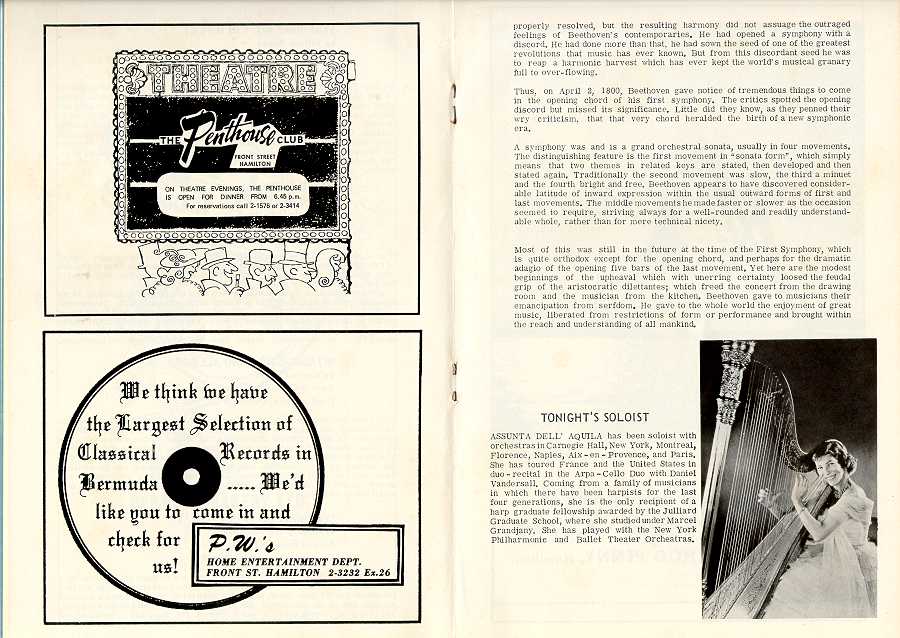 THEATRE
THE Penthouse CLUB
FRONT STREET
HAMILTON
ON THEATRE EVENINGS, THE PENTHOUSE
IS OPEN FOR DINNER FROM 6.45 p.m.
For reservations call 2-1576 or 2-3414
We think we have
the Largest Selection of
Classical Records in
Bermuda ..... We'd
like you to come in and
check for
us!
P.W.'s
HOME ENTERTAINMENT DEPT.
FRONT ST. HAMILTON 2-3232 Ex.26
properly resolved, but the resulting harmony did not assuage the outraged
feelings of Beethoven's contemporaries. He had opened a symphony with a
discord. He had done more than that, he had sown the seed of one of the greatest
revolutions that music has ever known. But from this discordant seed he was
to reap a harmonic harvest which has ever kept the world's musical granary
full to over-flowing.
Thus, on April 2, 1800, Beethoven gave notice of tremendous things to come
in the opening chord of his first symphony. The critics spotted the opening
discord but missed its significance. Little did they know, as they penned their
wry criticism, that that very chord heralded the birth of a new symphonic
era.
A symphony was and is a grand orchestral sonata, usually in four movements.
The distinguishing feature is the first movement in "sonata form", which simply
means that two themes in related keys are stated, then developed and then
stated again. Traditionally the second movement was slow, the third a minuet
and the fourth bright and free. Beethoven appears to have discovered consider-
able latitude of inward expression within the usual outward forms of first and
last movements. The middle movements he made faster or slower as the occasion
seemed to require, striving always for a well-rounded and readily understand-
able whole, rather than for mere technical nicety.
Most of this was still in the future at the time of the First Symphony, which
is quite orthodox except for the opening chord, and perhaps for the dramatic
adagio of the opening five bars of the last movement. Yet here are the modest
beginnings of the upheaval which with unerring certainty loosed the feudal
grip of the aristocratic dilettantes; which freed the concert from the drawing
room and the musician from the kitchen. Beethoven gave to musicians their
emancipation from serfdom. He gave to the whole world the enjoyment of great
music, liberated from restrictions of form or performance and brought within
the reach and understanding of all mankind.
TONIGHT'S SOLOIST
ASSUNTA DELL' AQUILA has been soloist with
orchestras in Carnegie Hall, New York, Montreal,
Florence, Naples, Aix-en-Provence, and Paris.
She has toured France and the United States in
duo-recital in the Arpa-Cello Duo with Daniel
Vandersall. Coming from a family of musicians
in which there have been harpists for the last
four generations, she is the only recipient of a
harp graduate fellowship awarded by the Julliard
Graduate School, where she studied under Marcel
Grandjany. She has played with the New York
Philharmonic and Ballet Theater Orchestras.